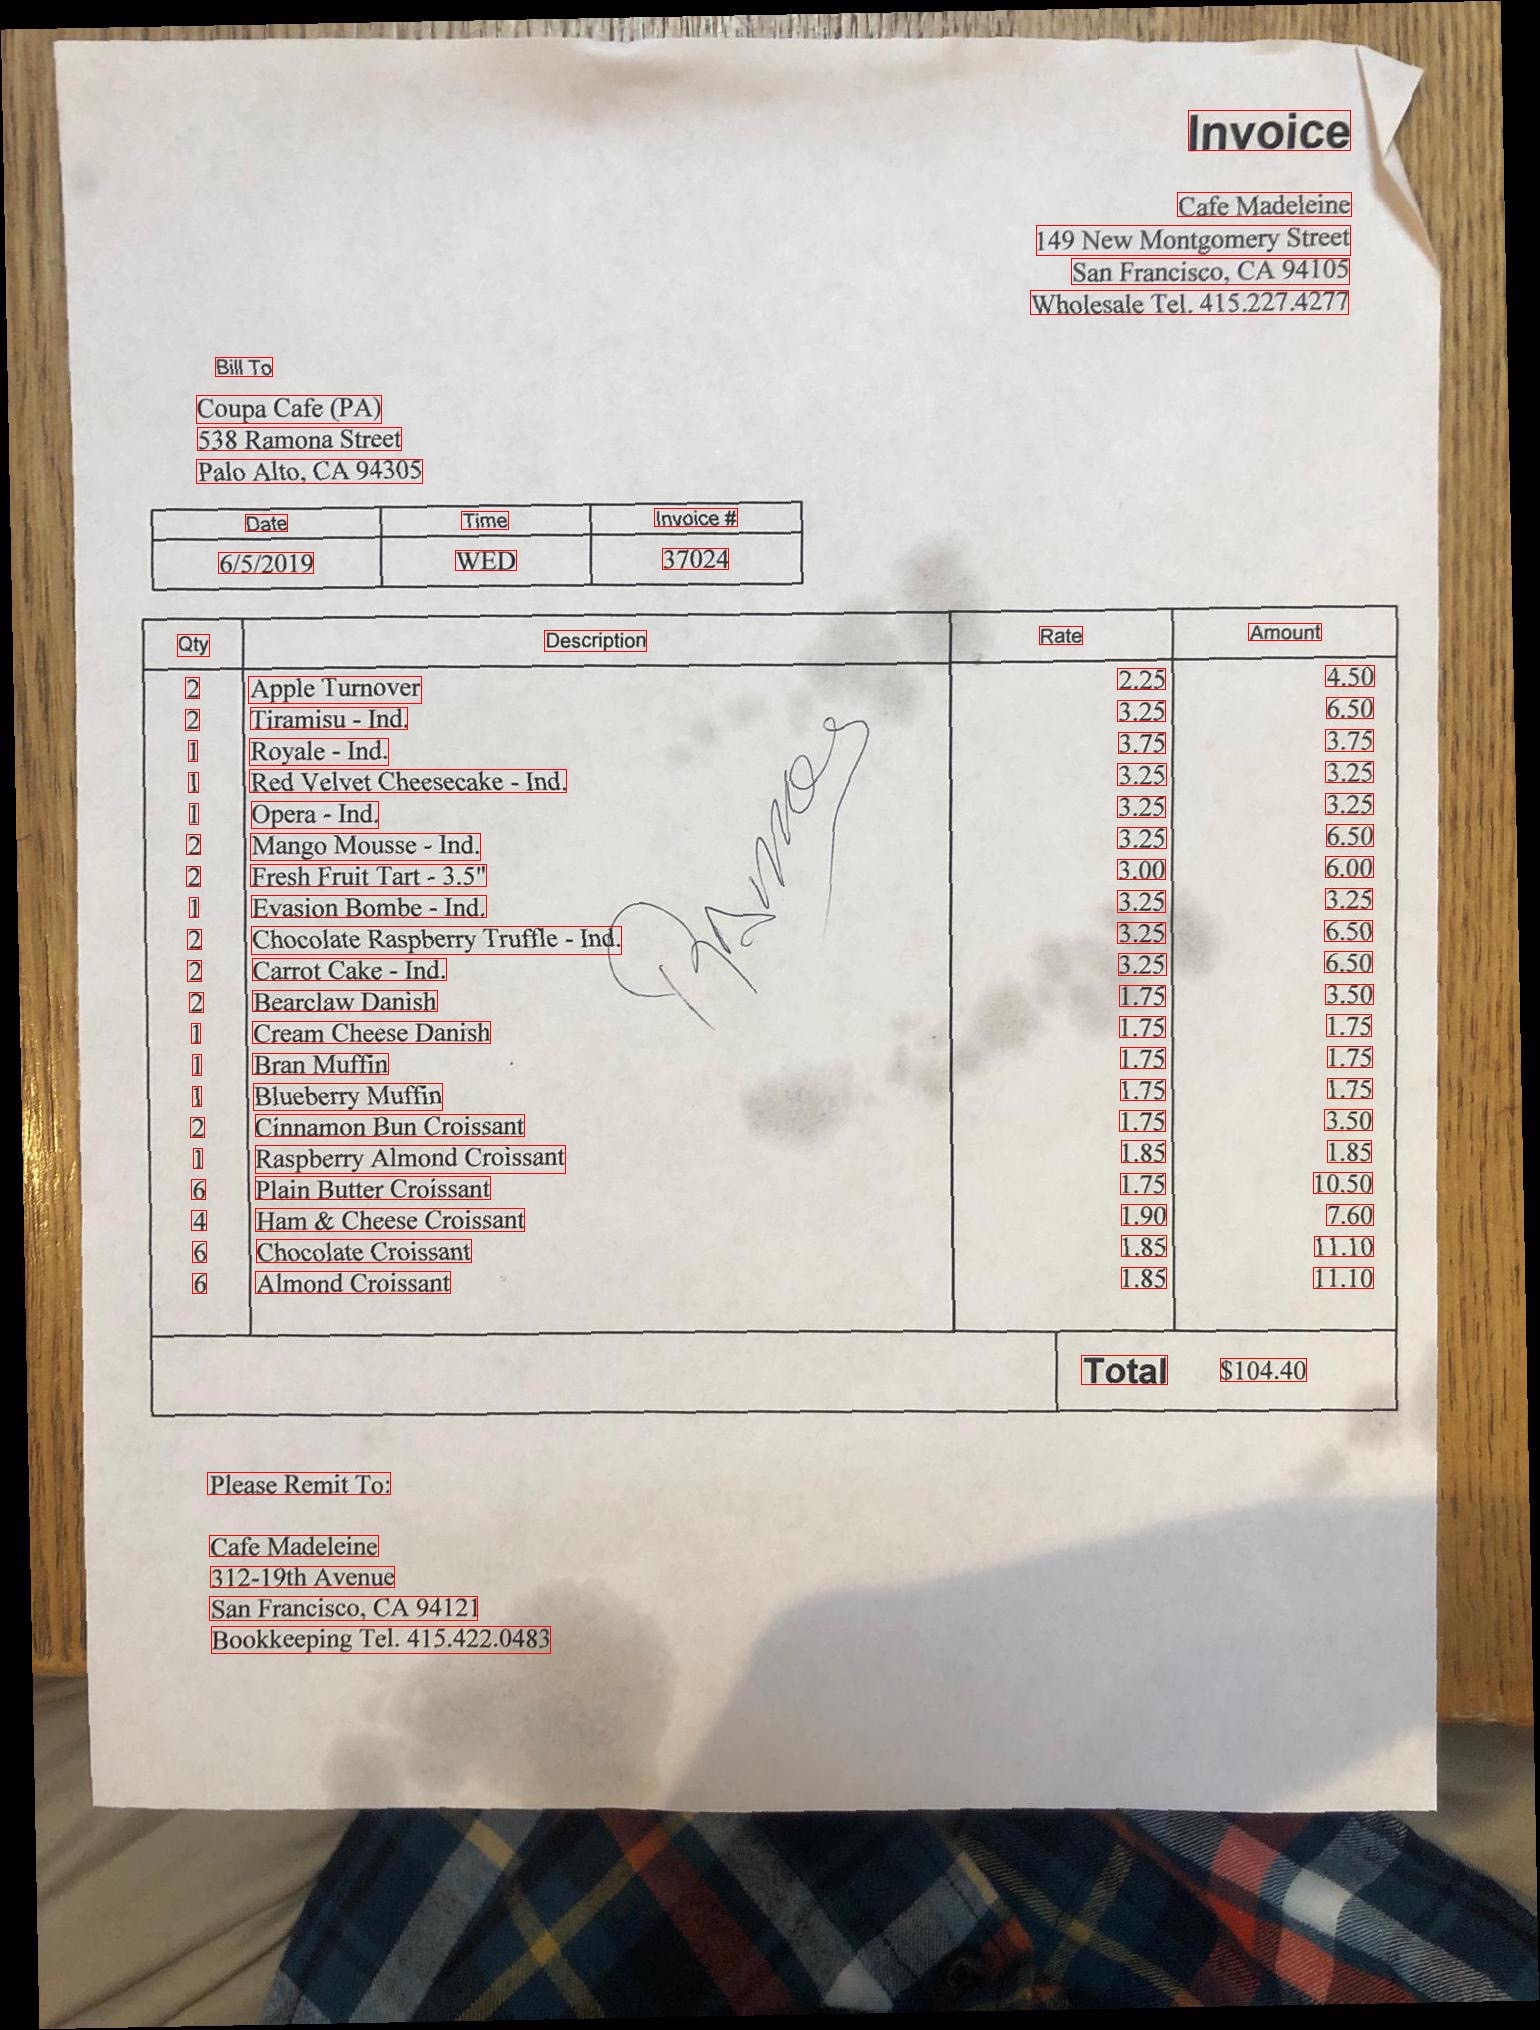 Invoice
Cafe Madeleine
149 New Montgomery Street
San Francisco, CA 94105
Wholesale Tel. 415.227.4277
Bill To
Coupa Cafe (PA)
538 Ramona Street
Palo Alto, CA 94305
Date Time Invoice #
6/5/2019 WED 37024
Qty Description Rate Amount
2 Apple Turnover 2.25 4.50
2 Tiramisu - Ind. 3.25 6.50
1 Royale - Ind. 3.75 3.75
1 Red Velvet Cheesecake - Ind. 3.25 3.25
1 Opera - Ind. 3.25 3.25
2 Mango Mousse - Ind. 3.25 6.50
2 Fresh Fruit Tart - 3.5" 3.00 6.00
1 Evasion Bombe - Ind. 3.25 3.25
2 Chocolate Raspberry Truffle - Ind. 3.25 6.50
2 Carrot Cake - Ind. 3.25 6.50
2 Bearclaw Danish 1.75 3.50
1 Cream Cheese Danish 1.75 1.75
1 Bran Muffin 1.75 1.75
1 Blueberry Muffin 1.75 1.75
2 Cinnamon Bun Croissant 1.75 3.50
1 Raspberry Almond Croissant 1.85 1.85
6 Plain Butter Croissant 1.75 10.50
4 Ham & Cheese Croissant 1.90 7.60
6 Chocolate Croissant 1.85 11.10
6 Almond Croissant 1.85 11.10
Total $104.40
Please Remit To:
Cafe Madeleine
312-19th Avenue
San Francisco, CA 94121
Bookkeeping Tel. 415.422.0483